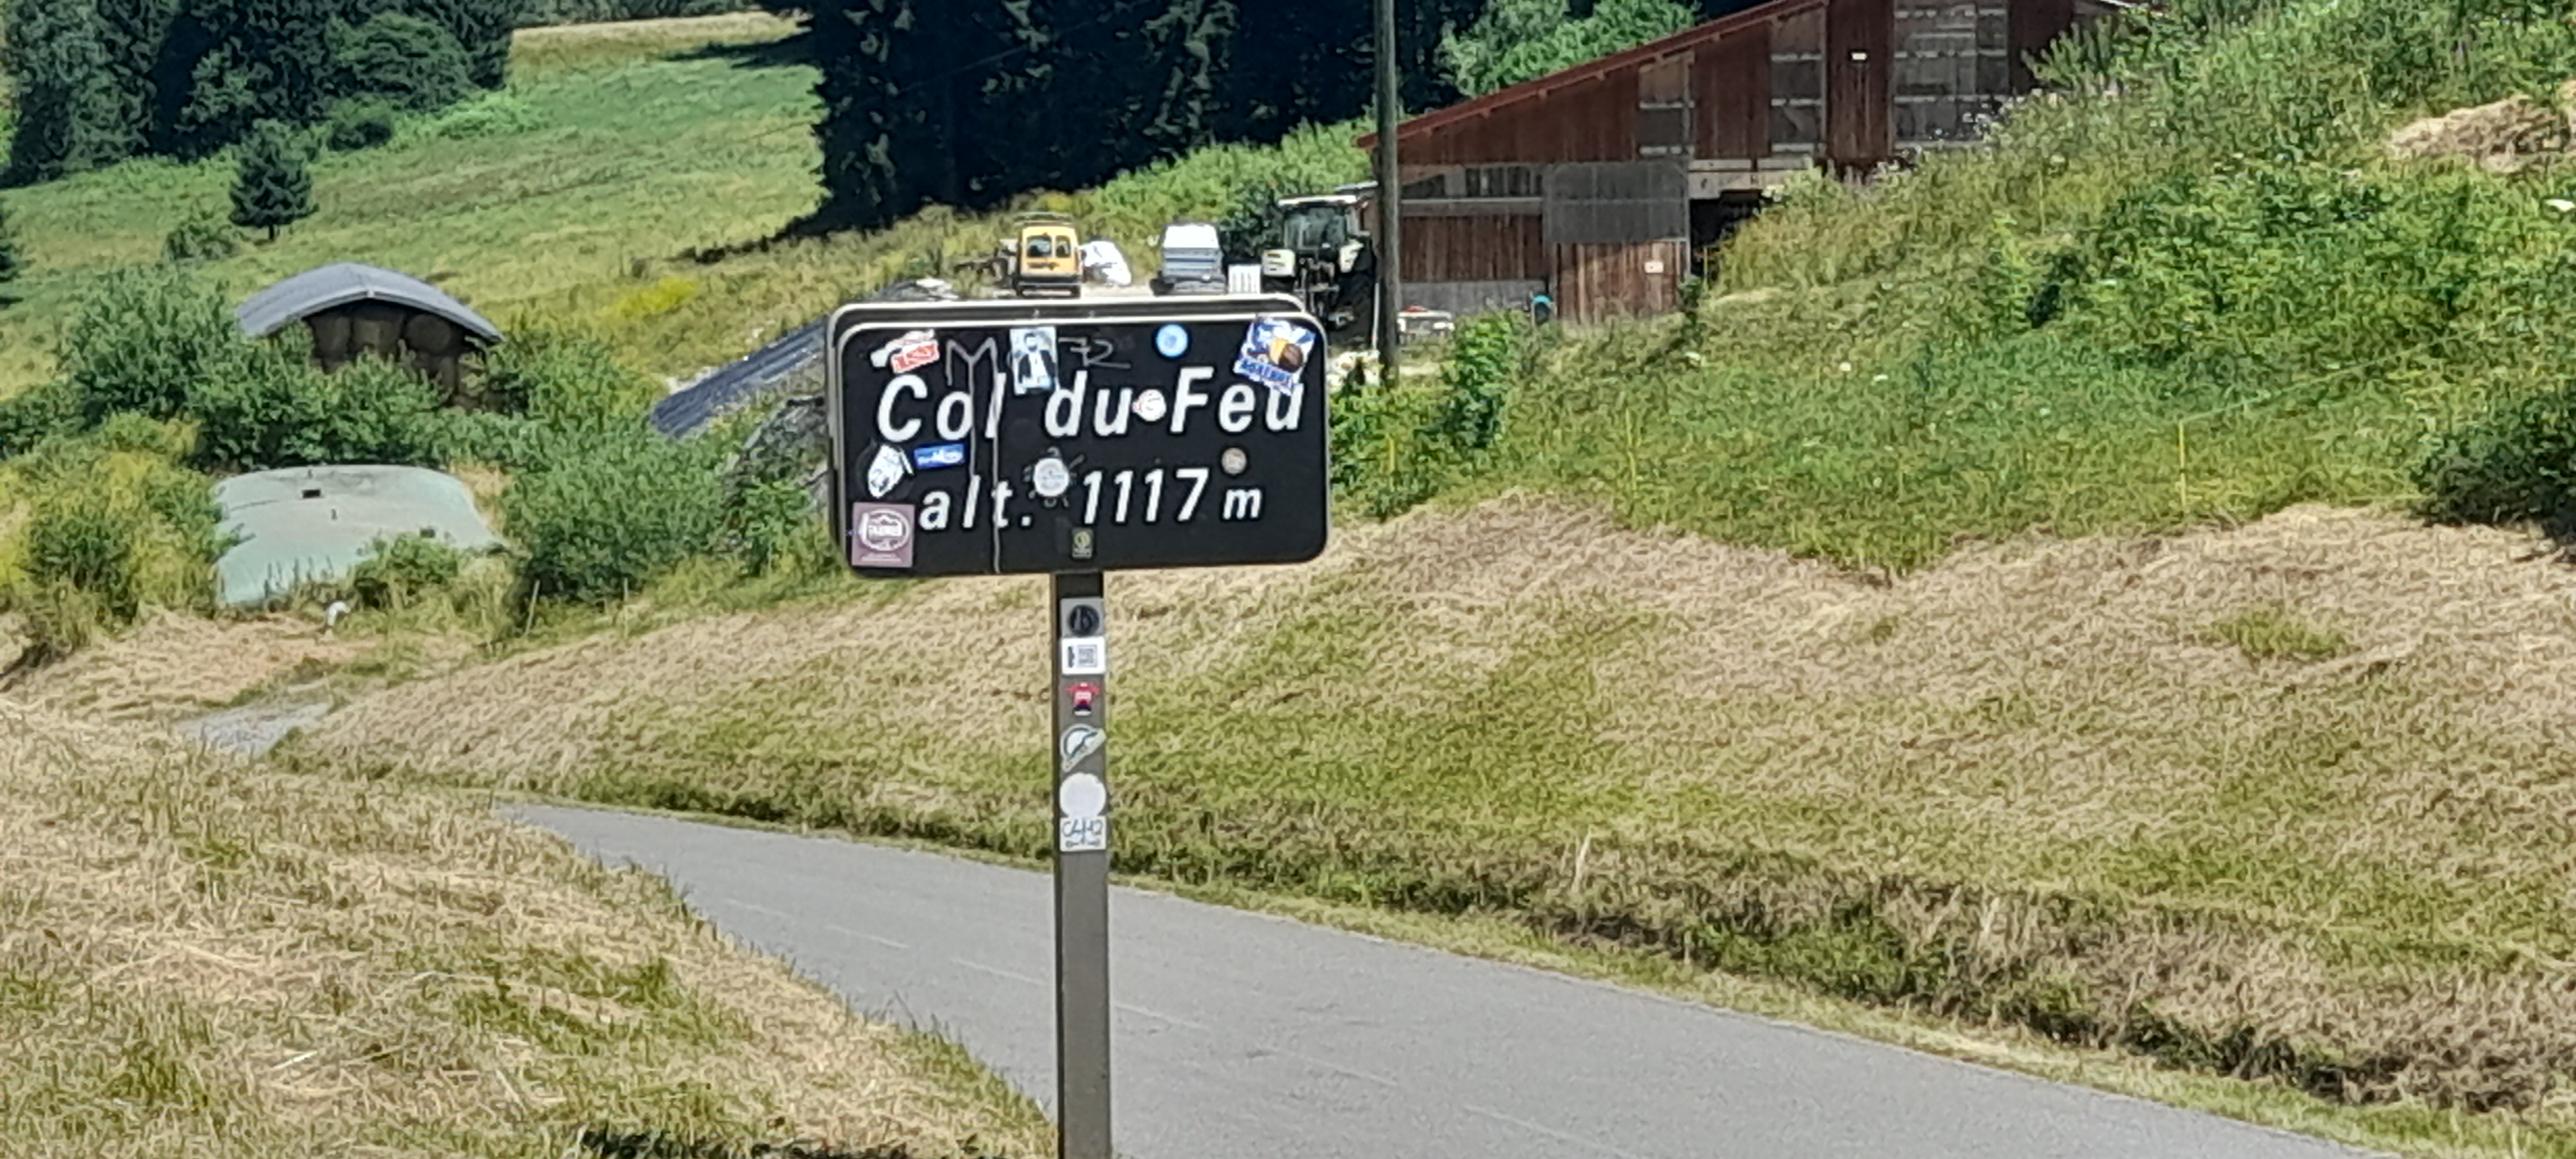 Col du Feu
alt. 1117 m